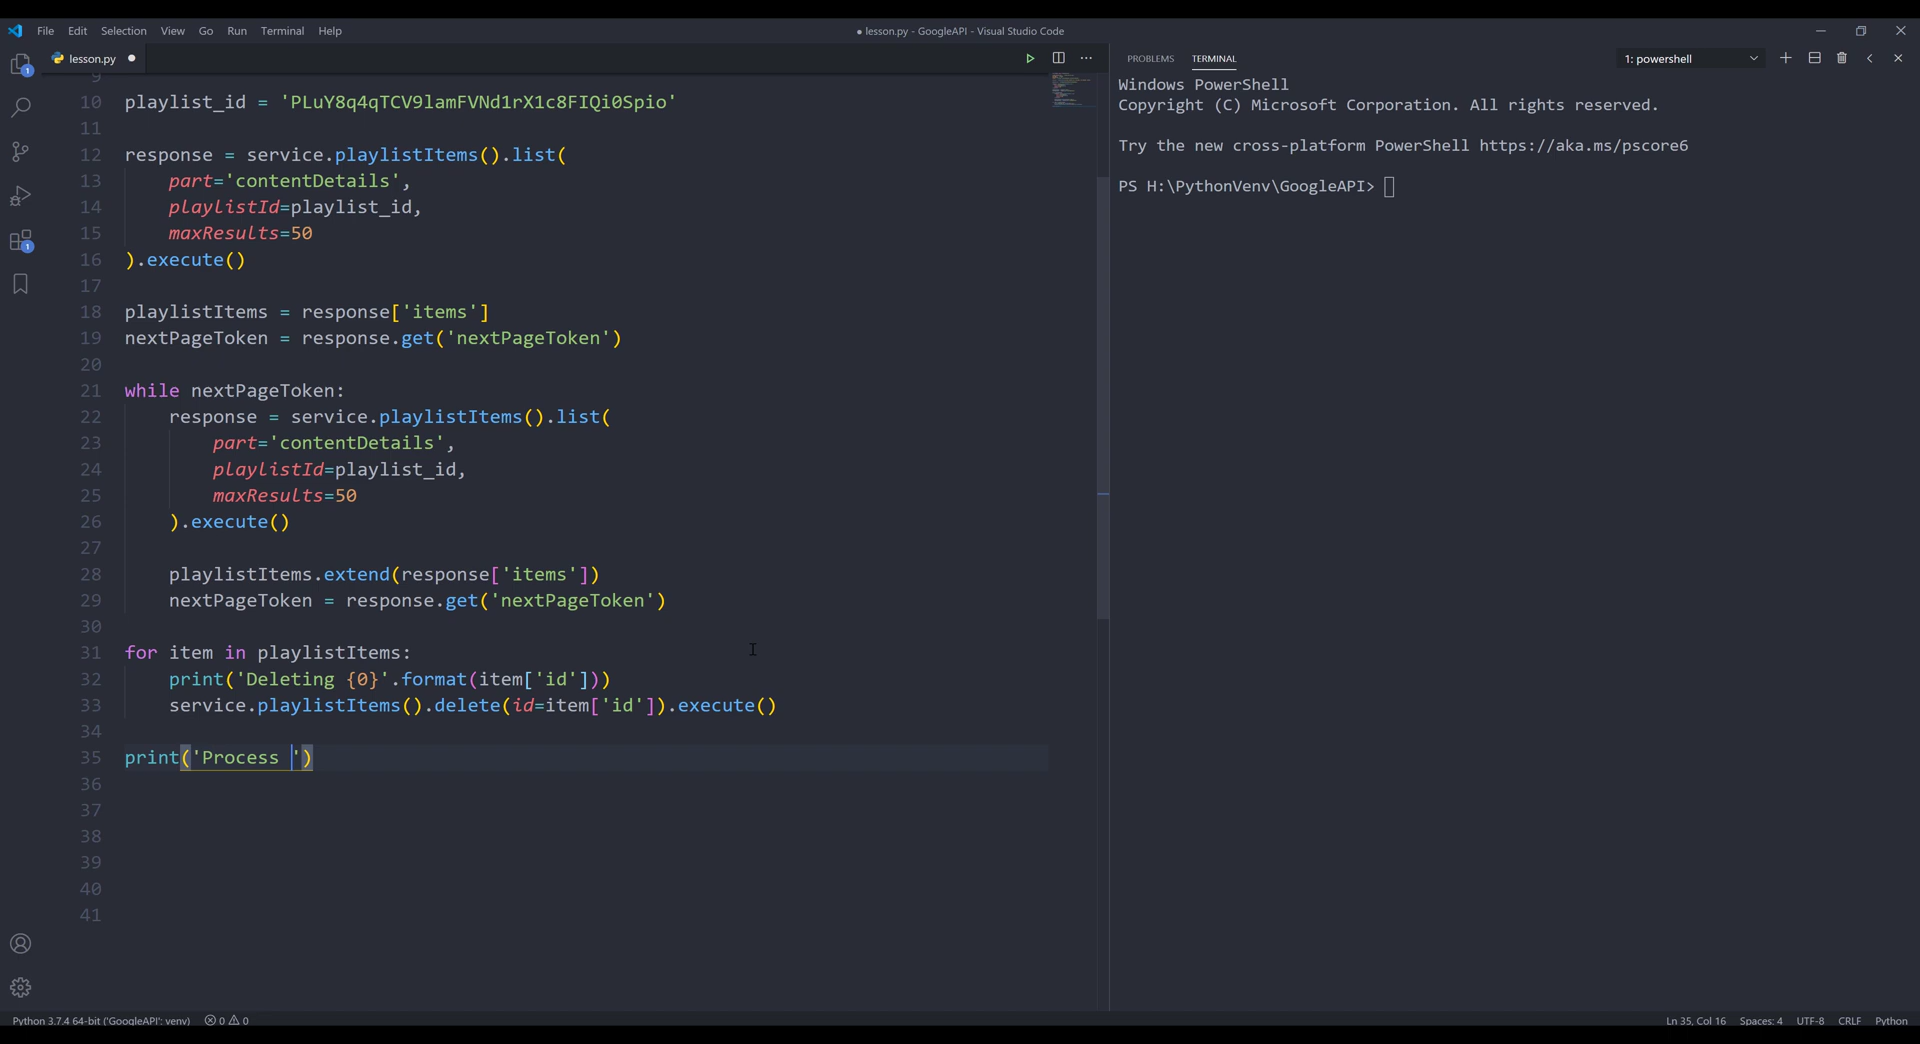 File Edit Selection View Go Run Terminal Help
● lesson.py - GoogleAPI - Visual Studio Code
1
lesson.py
PROBLEMS TERMINAL
1: powershell
9
10 playlist_id = 'PLuY8q4qTCV9lamFVNd1rX1c8FIQi0Spio'
11
12 response = service.playlistItems().list(
13 part='contentDetails',
14 playlistId=playlist_id,
15 maxResults=50
16 ).execute()
17
18 playlistItems = response['items']
19 nextPageToken = response.get('nextPageToken')
20
21 while nextPageToken:
22 response = service.playlistItems().list(
23 part='contentDetails',
24 playlistId=playlist_id,
25 maxResults=50
26 ).execute()
27
28 playlistItems.extend(response['items'])
29 nextPageToken = response.get('nextPageToken')
30
31 for item in playlistItems:
32 print('Deleting {0}'.format(item['id']))
33 service.playlistItems().delete(id=item['id']).execute()
34
35 print('Process ')
36
37
38
39
40
41
1
Windows PowerShell
Copyright (C) Microsoft Corporation. All rights reserved.
Try the new cross-platform PowerShell https://aka.ms/pscore6
PS H:\PythonVenv\GoogleAPI>
Python 3.7.4 64-bit ('GoogleAPI': venv) 0 0
Ln 35, Col 16 Spaces: 4 UTF-8 CRLF Python